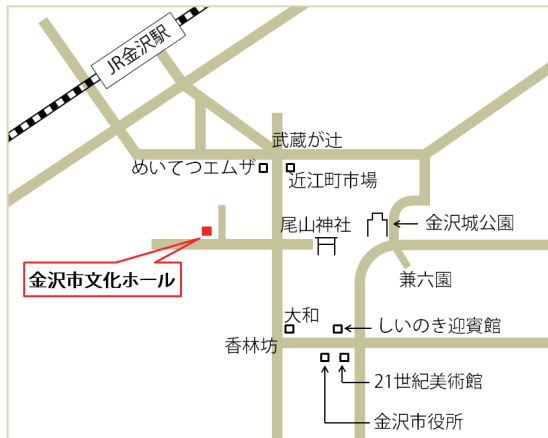 JR金沢駅
武蔵が辻
めいてつエムザ
近江町市場
尾山神社
金沢城公園
金沢市文化ホール
兼六園
大和
しいのき迎賓館
香林坊
21世紀美術館
金沢市役所